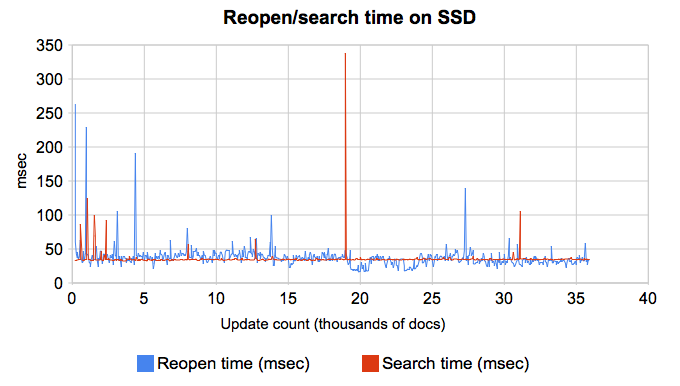 Reopen/search time on SSD
350
300
250
200
150
100
50
0
msec
0 5 10 15 20 25 30 35 40
Update count (thousands of docs)
Reopen time (msec) Search time (msec)